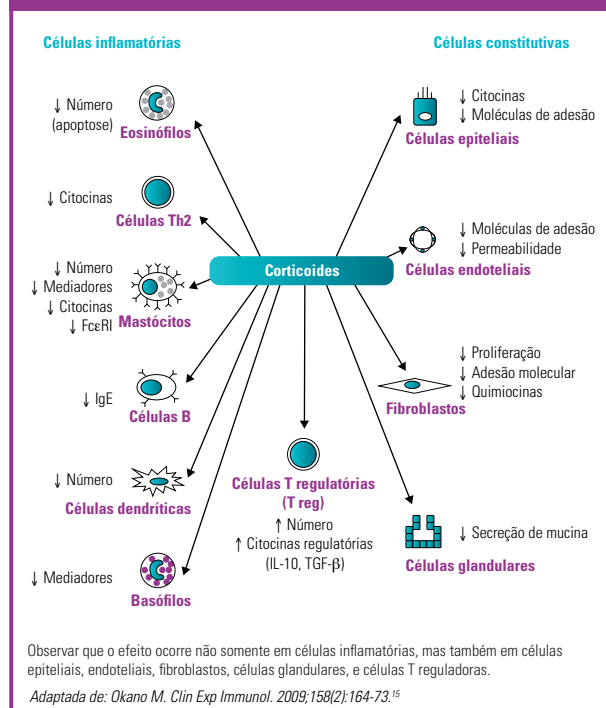 Células inflamatórias
Células constitutivas
↓ Número
(apoptose)
Eosinófilos
↓ Citocinas
↓ Moléculas de adesão
Células epiteliais
↓ Citocinas
Células Th2
↓ Moléculas de adesão
↓ Permeabilidade
Células endoteliais
Corticoides
↓ Número
↓ Mediadores
↓ Citocinas
↓ FcεRI
Mastócitos
↓ Proliferação
↓ Adesão molecular
↓ Quimiocinas
Fibroblastos
↓ IgE
Células B
↓ Número
Células dendríticas
Células T regulatórias
(T reg)
↑ Número
↑ Citocinas regulatórias
(IL-10, TGF-β)
↓ Secreção de mucina
Células glandulares
↓ Mediadores
Basófilos
Observar que o efeito ocorre não somente em células inflamatórias, mas também em células
epiteliais, endoteliais, fibroblastos, células glandulares, e células T reguladoras.
Adaptada de: Okano M. Clin Exp Immunol. 2009;158(2):164-73.¹⁵